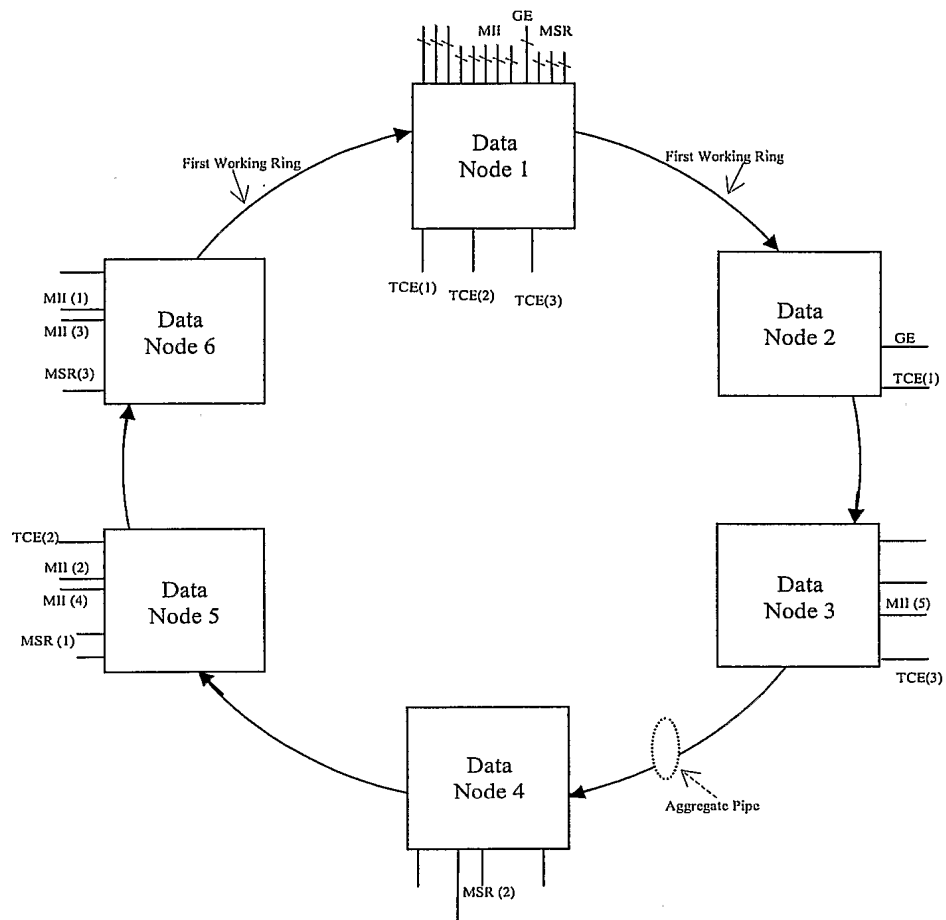 GE
MII
MSR
Data
Node 1
First Working Ring
First Working Ring
TCE(1)
TCE(2)
TCE(3)
MII (1)
MII (3)
MSR(3)
Data
Node 6
Data
Node 2
GE
TCE(1)
TCE(2)
MII (2)
MII (4)
MSR (1)
Data
Node 5
Data
Node 3
MII (5)
TCE(3)
Data
Node 4
Aggregate Pipe
MSR (2)